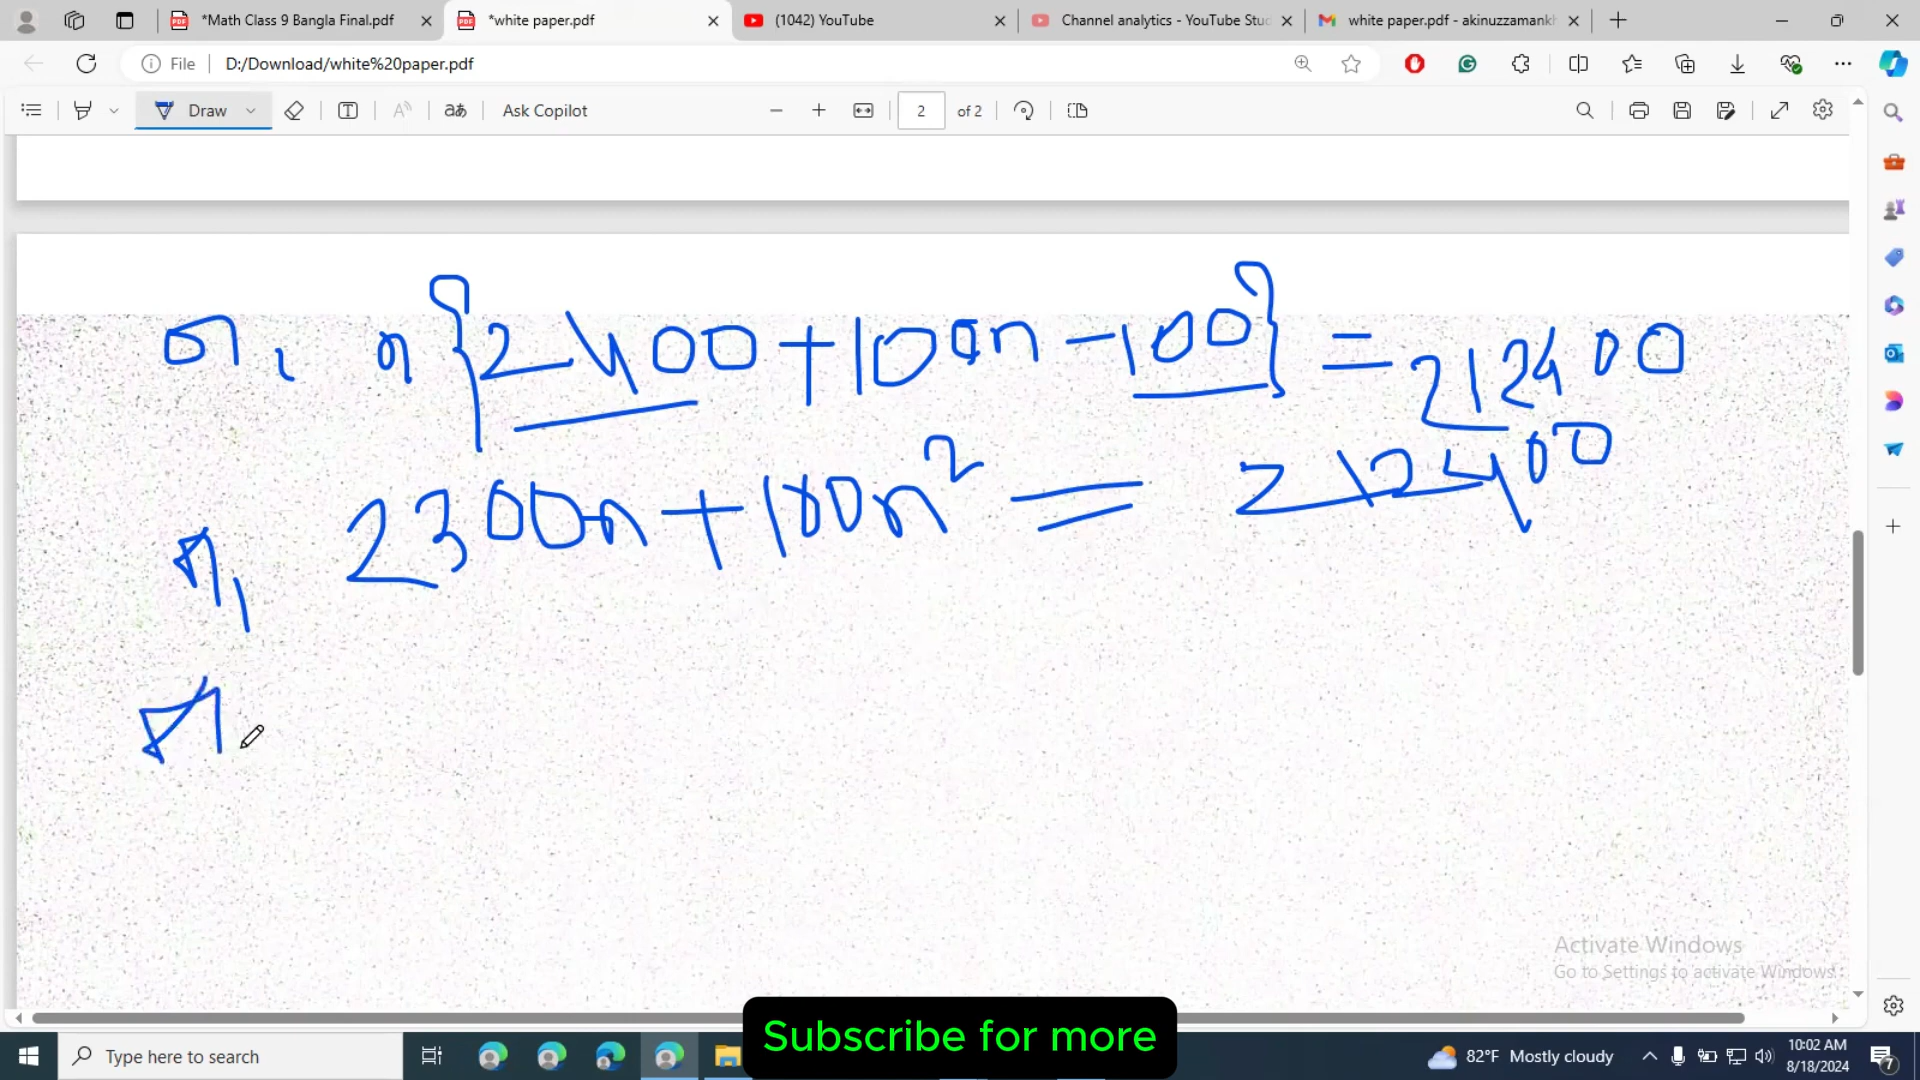 *Math Class 9 Bangla Final.pdf
*white paper.pdf
(1042) YouTube
Channel analytics - YouTube Stu
white paper.pdf - akinuzzamankh
File
D:/Download/white%20paper.pdf
Draw
Ask Copilot
2
of 2
বা, n{2400+100n-100} = 212400
বা, 2300n+100n² = 212400
বা
Activate Windows
Go to Settings to activate Windows.
Subscribe for more
Type here to search
82°F Mostly cloudy
10:02 AM
8/18/2024
7